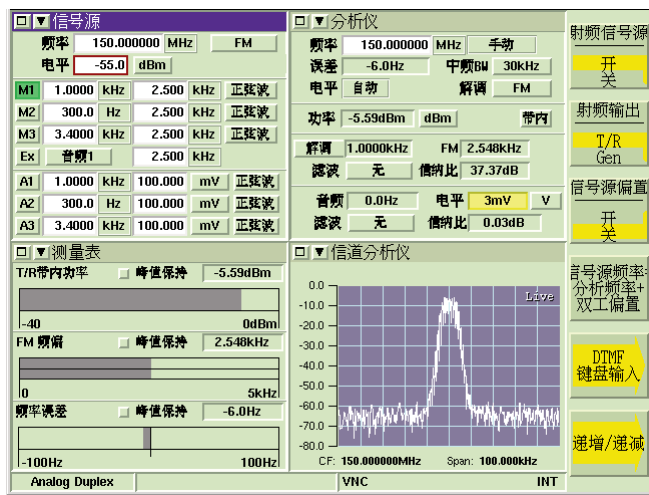 信号源
频率 150.000000 MHz FM
电平 -55.0 dBm
M1 1.0000 kHz 2.500 kHz 正弦波
M2 300.0 Hz 2.500 kHz 正弦波
M3 3.4000 kHz 2.500 kHz 正弦波
Ex 音频1 2.500 kHz
A1 1.0000 kHz 100.000 mV 正弦波
A2 300.0 Hz 100.000 mV 正弦波
A3 3.4000 kHz 100.000 mV 正弦波
分析仪
频率 150.000000 MHz 手动
误差 -6.0Hz 中频BW 30kHz
电平 自动 解调 FM
功率 -5.59dBm dBm 带内
解调 1.0000kHz FM 2.548kHz
滤波 无 信纳比 37.37dB
音频 0.0Hz 电平 3mV V
滤波 无 信纳比 0.03dB
测量表
T/R带内功率 峰值保持 -5.59dBm
-40 0dBm
FM 频偏 峰值保持 2.548kHz
0 5kHz
频率误差 峰值保持 -6.0Hz
-100Hz 100Hz
信道分析仪
Live
0.0
-10.0
-20.0
-30.0
-40.0
-50.0
-60.0
-70.0
-80.0
CF: 150.000000MHz Span: 100.000kHz
射频信号源
开
关
射频输出
T/R
Gen
信号源偏置
开
关
信号源频率=
分析频率+
双工偏置
DTMF
键盘输入
递增/递减
Analog Duplex VNC INT